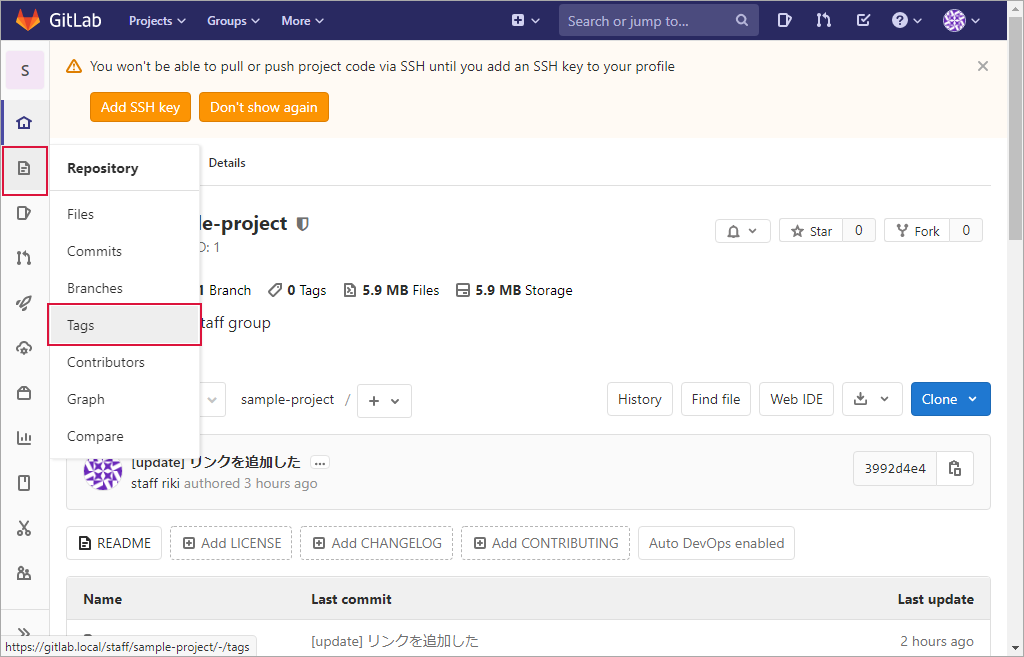 GitLab Projects Groups More Search or jump to...
S
You won't be able to pull or push project code via SSH until you add an SSH key to your profile
Add SSH key Don't show again
Repository
Details
Files
le-project
Star 0 Fork 0
D: 1
Commits
Branches
1 Branch 0 Tags 5.9 MB Files 5.9 MB Storage
Tags
taff group
Contributors
Graph
sample-project / +
History Find file Web IDE Clone
Compare
[update] リンクを追加した ...
staff riki authored 3 hours ago
3992d4e4
README Add LICENSE Add CHANGELOG Add CONTRIBUTING Auto DevOps enabled
Name Last commit Last update
[update] リンクを追加した 2 hours ago
https://gitlab.local/staff/sample-project/-/tags